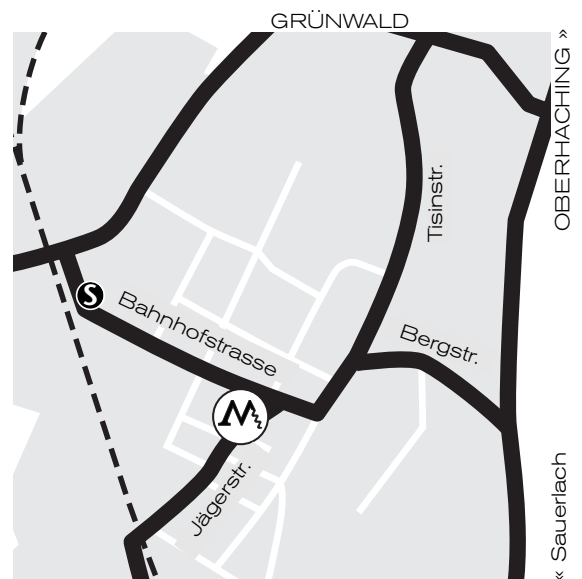 GRÜNWALD
OBERHACHING »
Tisinstr.
S
Bahnhofstrasse
Bergstr.
M
Jägerstr.
« Sauerlach